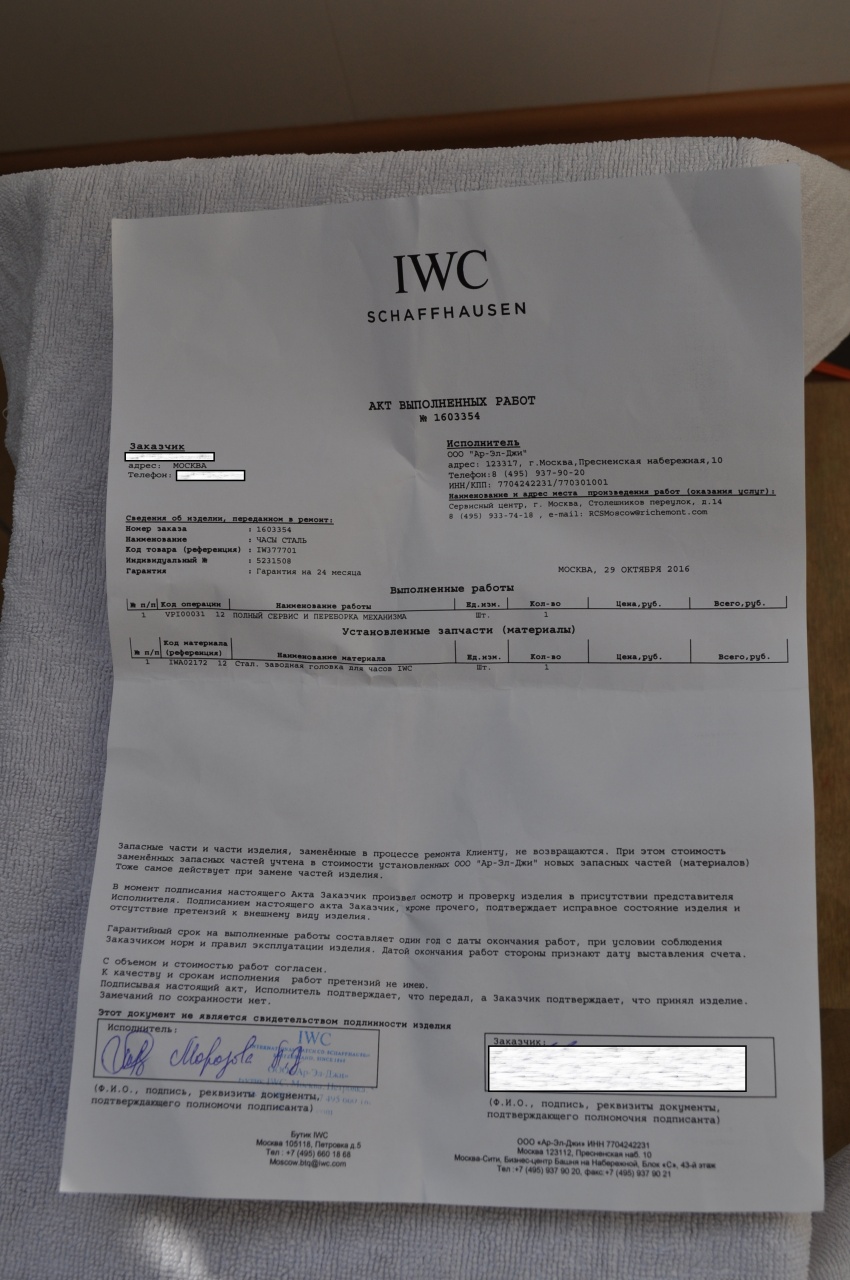 IWC
SCHAFFHAUSEN
АКТ ВЫПОЛНЕННЫХ РАБОТ
№ 1603354
Заказчик
адрес: МОСКВА
Телефон:
Исполнитель
ООО "Ар-Эл-Джи"
адрес: 123317, г.Москва,Пресненская набережная,10
Телефон:8 (495) 937-90-20
ИНН/КПП: 7704242231/770301001
Наименование и адрес места произведения работ (оказания услуг):
Сервисный центр, г. Москва, Столешников переулок, д.14
8 (495) 933-74-18 , e-mail: RCSMoscow@richemont.com
Сведения об изделии, переданном в ремонт:
Номер заказа : 1603354
Наименование : ЧАСЫ СТАЛЬ
Код товара (референция) : IW377701
Индивидуальный № : 5231508
Гарантия : Гарантия на 24 месяца
МОСКВА, 29 ОКТЯБРЯ 2016
Выполненные работы
№ п/п Код операции Наименование работы Ед.изм. Кол-во Цена,руб. Всего,руб.
1 VPI00031 12 ПОЛНЫЙ СЕРВИС И ПЕРЕБОРКА МЕХАНИЗМА Шт. 1
Установленные запчасти (материалы)
№ п/п Код материала (референция) Наименование материала Ед.изм. Кол-во Цена,руб. Всего,руб.
1 IWA02172 12 Стал. заводная головка для часов IWC Шт. 1
Запасные части и части изделия, заменённые в процессе ремонта Клиенту, не возвращаются. При этом стоимость
заменённых запасных частей учтена в стоимости установленных ООО "Ар-Эл-Джи" новых запасных частей (материалов)
Тоже самое действует при замене частей изделия.
В момент подписания настоящего Акта Заказчик произвел осмотр и проверку изделия в присутствии представителя
Исполнителя. Подписанием настоящего акта Заказчик, кроме прочего, подтверждает исправное состояние изделия и
отсутствие претензий к внешнему виду изделия.
Гарантийный срок на выполненные работы составляет один год с даты окончания работ, при условии соблюдения
Заказчиком норм и правил эксплуатации изделия. Датой окончания работ стороны признают дату выставления счета.
С объемом и стоимостью работ согласен.
К качеству и срокам исполнения работ претензий не имею.
Подписывая настоящий акт, Исполнитель подтверждает, что передал, а Заказчик подтверждает, что принял изделие.
Замечаний по сохранности нет.
Этот документ не является свидетельством подлинности изделия
Исполнитель:
Морозова
IWC
ООО «Ар-Эл-Джи»
(Ф.И.О., подпись, реквизиты документы,
подтверждающего полномочи подписанта)
Заказчик:
(Ф.И.О., подпись, реквизиты документы,
подтверждающего полномочия подписанта)
Бутик IWC
Москва 105118, Петровка д.5
Тел : +7 (495) 660 18 68
Moscow.btq@iwc.com
ООО «Ар-Эл-Джи» ИНН 7704242231
Москва 123112, Пресненская наб. 10
Москва-Сити, Бизнес-центр Башня на Набережной, Блок «С», 43-й этаж
Тел :+7 (495) 937 90 20, факс:+7 (495) 937 90 21